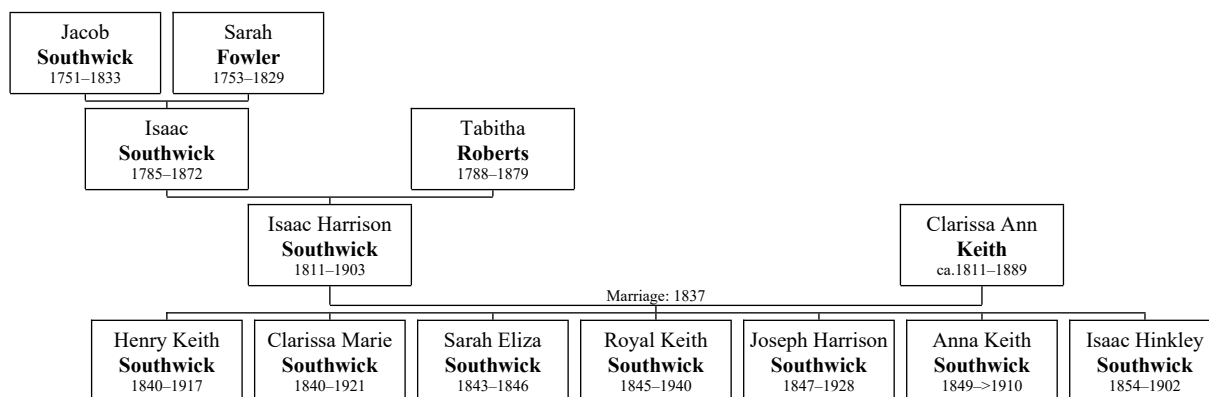 Jacob
Southwick
1751–1833
Sarah
Fowler
1753–1829
Isaac
Southwick
1785–1872
Tabitha
Roberts
1788–1879
Isaac Harrison
Southwick
1811–1903
Clarissa Ann
Keith
ca.1811–1889
Marriage: 1837
Henry Keith
Southwick
1840–1917
Clarissa Marie
Southwick
1840–1921
Sarah Eliza
Southwick
1843–1846
Royal Keith
Southwick
1845–1940
Joseph Harrison
Southwick
1847–1928
Anna Keith
Southwick
1849–>1910
Isaac Hinkley
Southwick
1854–1902